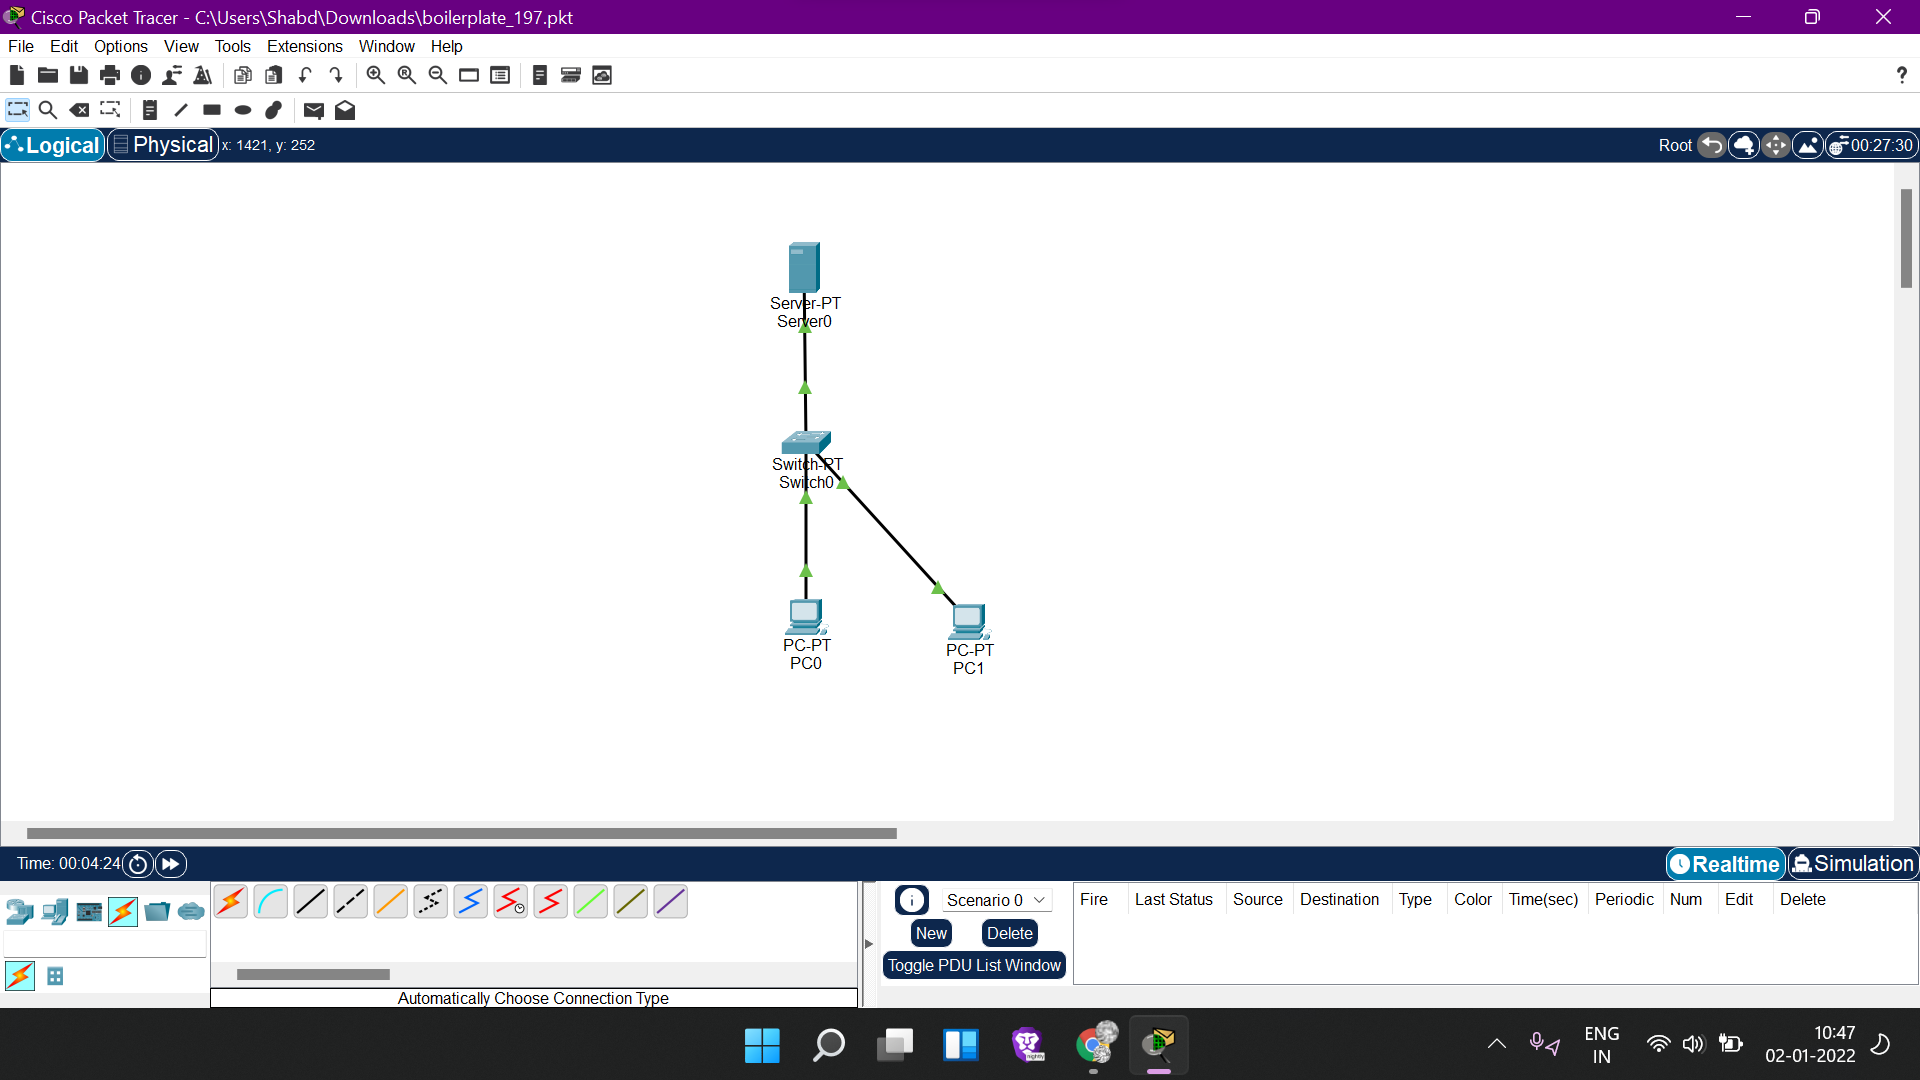 Cisco Packet Tracer - C:\Users\Shabd\Downloads\boilerplate_197.pkt
File Edit Options View Tools Extensions Window Help
?
Logical Physical x: 1421, y: 252 Root 00:27:30
Server-PT
Server0
Switch-PT
Switch0
PC-PT
PC0
PC-PT
PC1
Time: 00:04:24 Realtime Simulation
Scenario 0
New Delete
Toggle PDU List Window
Fire Last Status Source Destination Type Color Time(sec) Periodic Num Edit Delete
Automatically Choose Connection Type
nightly
ENG
IN
10:47
02-01-2022